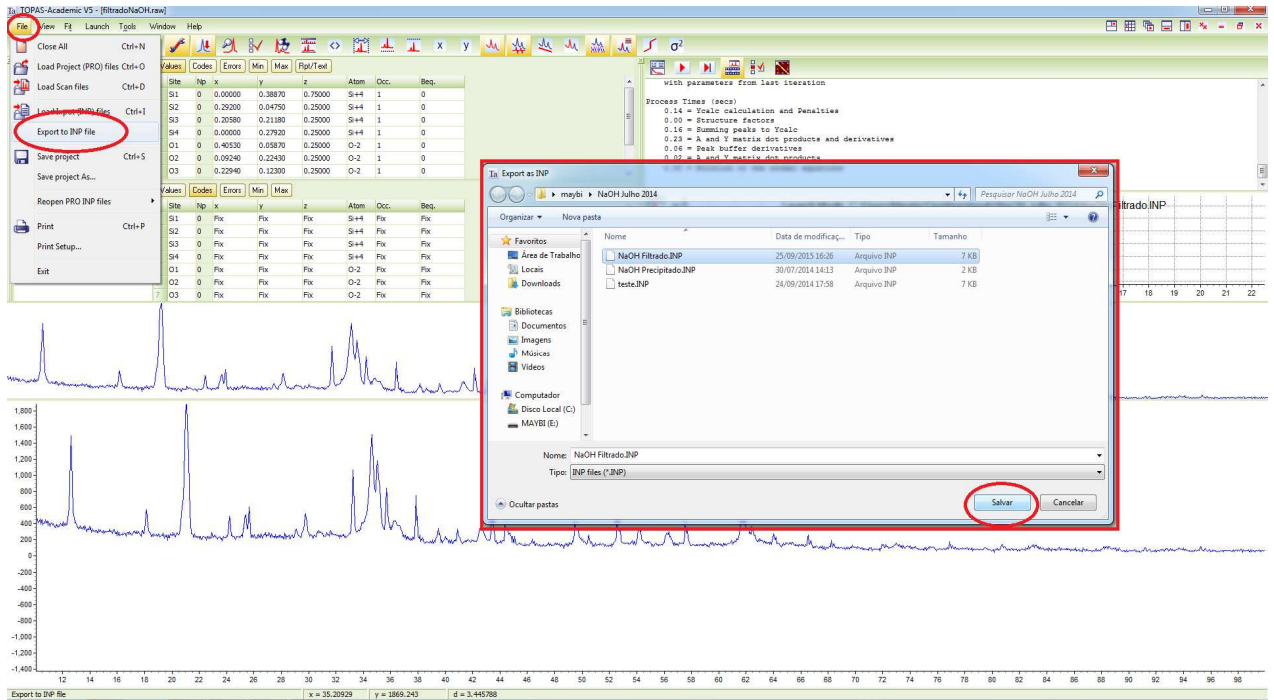 TOPAS-Academic V5 - [filtradoNaOH.raw]
File View Fit Launch Tools Window Help
Close All Ctrl+N
Load Project (PRO) files Ctrl+O
Load Scan files Ctrl+D
Load Input (INP) files Ctrl+I
Export to INP file
Save project Ctrl+S
Save project As...
Reopen PRO INP files
Print Ctrl+P
Print Setup...
Exit
Values Codes Errors Min Max Rpt/Text
Site Np x y z Atom Occ. Beq.
Si1 0 0.00000 0.38870 0.75000 Si+4 1 0
Si2 0 0.29200 0.04750 0.25000 Si+4 1 0
Si3 0 0.20580 0.21180 0.25000 Si+4 1 0
Si4 0 0.00000 0.27920 0.25000 Si+4 1 0
O1 0 0.40530 0.05870 0.25000 O-2 1 0
O2 0 0.09240 0.22430 0.25000 O-2 1 0
O3 0 0.22940 0.12300 0.25000 O-2 1 0
Values Codes Errors Min Max
Site Np x y z Atom Occ. Beq.
Si1 0 Fix Fix Fix Si+4 Fix Fix
Si2 0 Fix Fix Fix Si+4 Fix Fix
Si3 0 Fix Fix Fix Si+4 Fix Fix
Si4 0 Fix Fix Fix Si+4 Fix Fix
O1 0 Fix Fix Fix O-2 Fix Fix
O2 0 Fix Fix Fix O-2 Fix Fix
7 O3 0 Fix Fix Fix O-2 Fix Fix
with parameters from last iteration
Process Times (secs)
0.14 = Ycalc calculation and Penalties
0.00 = Structure factors
0.16 = Summing peaks to Ycalc
0.23 = A and Y matrix dot products and derivatives
0.06 = Peak buffer derivatives
0.02 = A and Y matrix dot products
Filtrado.INP
17 18 19 20 21 22
Export as INP
maybi NaOH Julho 2014
Pesquisar NaOH Julho 2014
Organizar Nova pasta
Favoritos
Área de Trabalho
Locais
Downloads
Bibliotecas
Documentos
Imagens
Músicas
Vídeos
Computador
Disco Local (C:)
MAYBI (E:)
Nome Data de modificaç... Tipo Tamanho
NaOH Filtrado.INP 25/09/2015 16:26 Arquivo INP 7 KB
NaOH Precipitado.INP 30/07/2014 14:13 Arquivo INP 2 KB
teste.INP 24/09/2014 17:58 Arquivo INP 7 KB
Nome: NaOH Filtrado.INP
Tipo: INP files (*.INP)
Ocultar pastas
Salvar Cancelar
1,800
1,600
1,400
1,200
1,000
800
600
400
200
0
-200
-400
-600
-800
-1,000
-1,200
-1,400
12 14 16 18 20 22 24 26 28 30 32 34 36 38 40 42 44 46 48 50 52 54 56 58 60 62 64 66 68 70 72 74 76 78 80 82 84 86 88 90 92 94 96 98
Export to INP file x = 35.20929 y = 1869.243 d = 3.445788